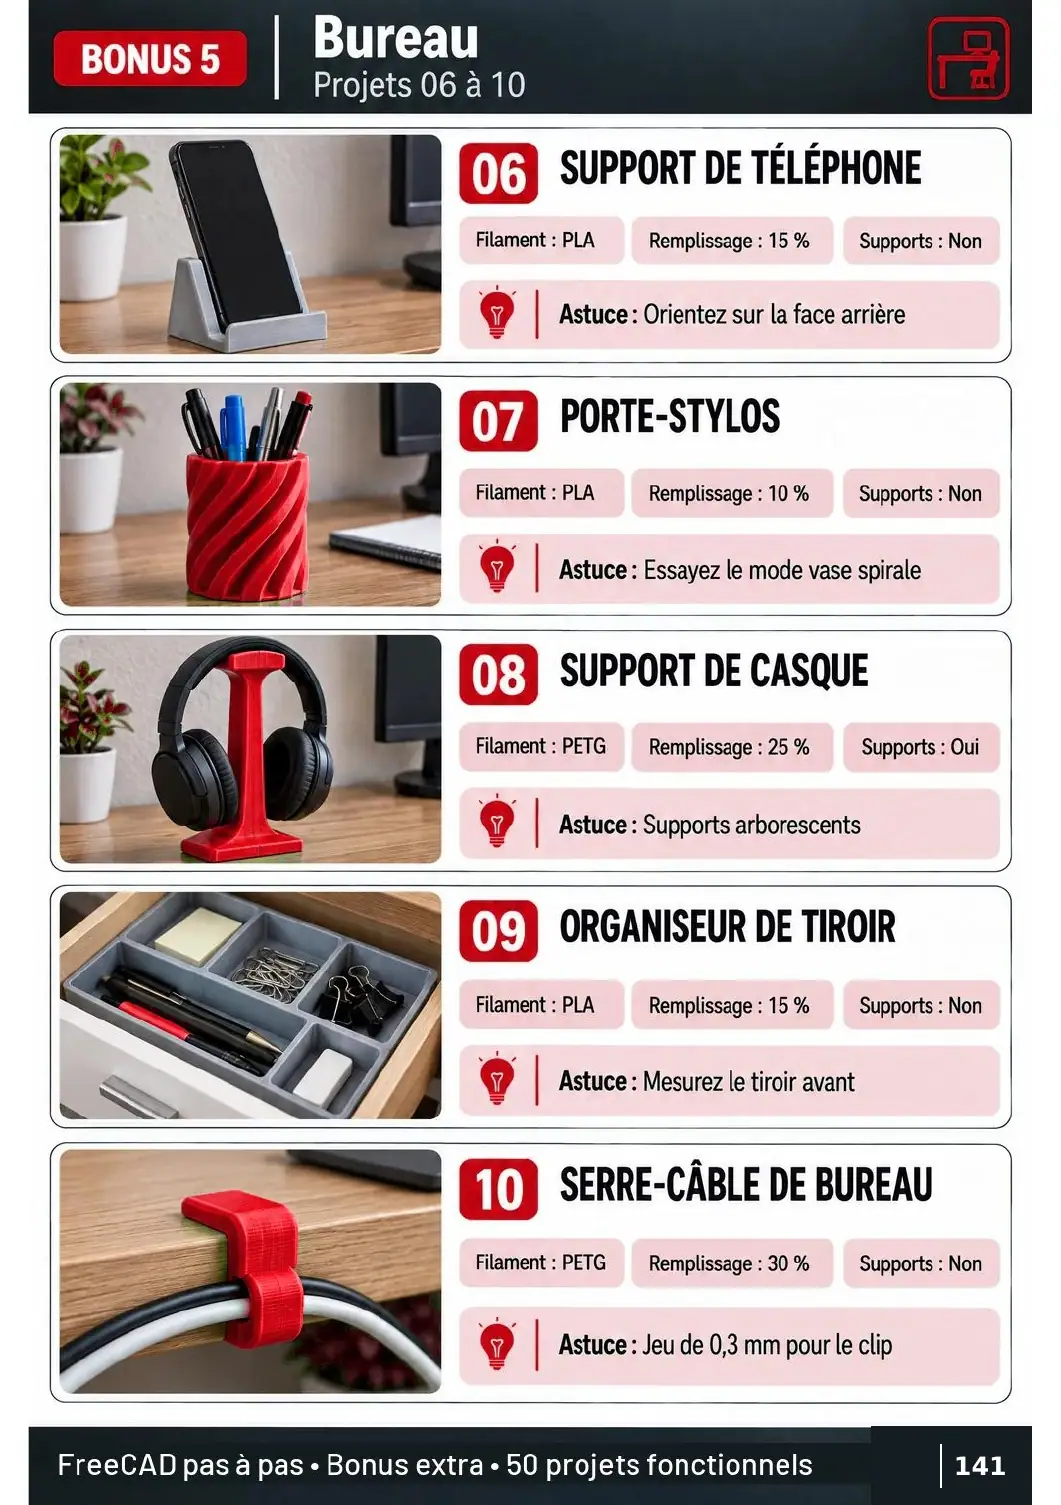 BONUS 5
Bureau
Projets 06 à 10
06
SUPPORT DE TÉLÉPHONE
Filament : PLA
Remplissage : 15 %
Supports : Non
Astuce : Orientez sur la face arrière
07
PORTE-STYLOS
Filament : PLA
Remplissage : 10 %
Supports : Non
Astuce : Essayez le mode vase spirale
08
SUPPORT DE CASQUE
Filament : PETG
Remplissage : 25 %
Supports : Oui
Astuce : Supports arborescents
09
ORGANISEUR DE TIROIR
Filament : PLA
Remplissage : 15 %
Supports : Non
Astuce : Mesurez le tiroir avant
10
SERRE-CÂBLE DE BUREAU
Filament : PETG
Remplissage : 30 %
Supports : Non
Astuce : Jeu de 0,3 mm pour le clip
FreeCAD pas à pas • Bonus extra • 50 projets fonctionnels
141